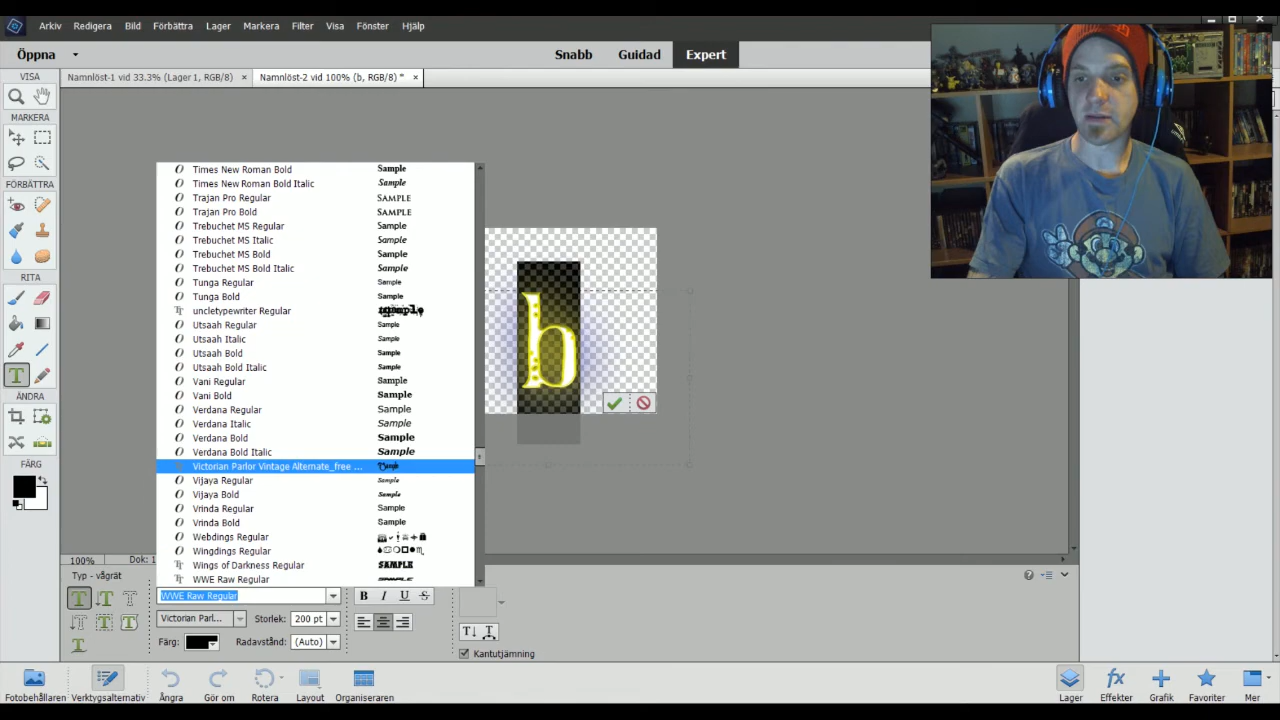 Arkiv Redigera Bild Förbättra Lager Markera Filter Visa Fönster Hjälp
Öppna Snabb Guidad Expert
VISA Namnlöst-1 vid 33.3% (Lager 1, RGB/8) × Namnlöst-2 vid 100% (b, RGB/8) * ×
MARKERA
FÖRBÄTTRA
RITA
ÄNDRA
FÄRG
Times New Roman Bold Sample
Times New Roman Bold Italic Sample
Trajan Pro Regular SAMPLE
Trajan Pro Bold SAMPLE
Trebuchet MS Regular Sample
Trebuchet MS Italic Sample
Trebuchet MS Bold Sample
Trebuchet MS Bold Italic Sample
Tunga Regular Sample
Tunga Bold Sample
uncletypewriter Regular
Utsaah Regular Sample
Utsaah Italic Sample
Utsaah Bold Sample
Utsaah Bold Italic Sample
Vani Regular Sample
Vani Bold Sample
Verdana Regular Sample
Verdana Italic Sample
Verdana Bold Sample
Verdana Bold Italic Sample
Victorian Parlor Vintage Alternate_free ... Sample
Vijaya Regular Sample
Vijaya Bold Sample
Vrinda Regular Sample
Vrinda Bold Sample
Webdings Regular
Wingdings Regular
Wings of Darkness Regular SAMPLE
WWE Raw Regular SAMPLE
b
100% Dok: 1
Typ - vågrät
WWE Raw Regular B I U S
Victorian Parl... Storlek: 200 pt
Färg: Radavstånd: (Auto)
Kantutjämning
Fotobehållaren Verktygsalternativ Ångra Gör om Rotera Layout Organiseraren Lager Effekter Grafik Favoriter Mer